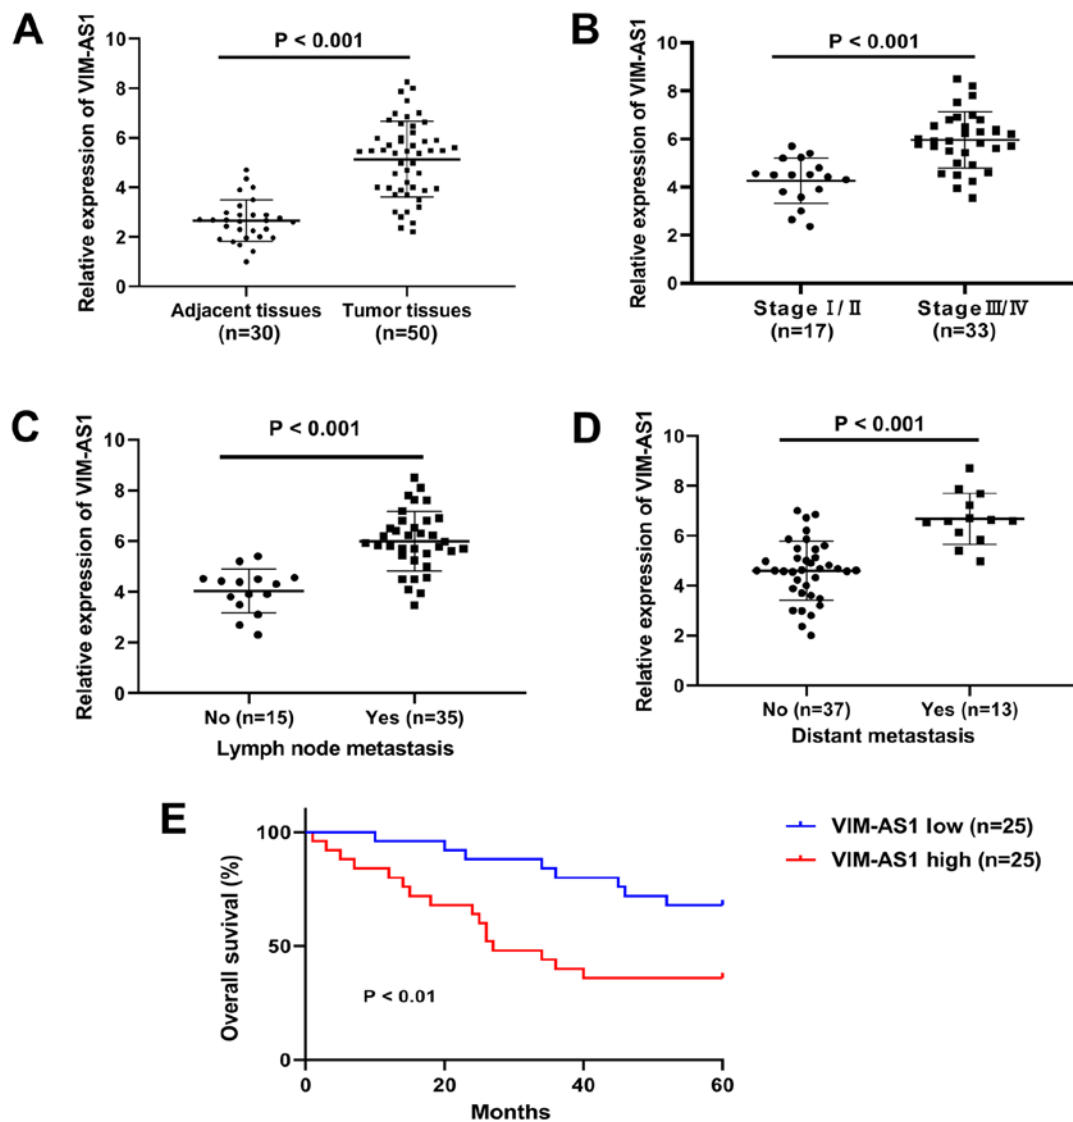 A
Relative expression of VIM-AS1
P < 0.001
10
8
6
4
2
0
Adjacent tissues
(n=30)
Tumor tissues
(n=50)
B
Relative expression of VIM-AS1
P < 0.001
10
8
6
4
2
0
Stage Ⅰ/Ⅱ
(n=17)
Stage Ⅲ/Ⅳ
(n=33)
C
Relative expression of VIM-AS1
P < 0.001
10
8
6
4
2
0
No (n=15)
Yes (n=35)
Lymph node metastasis
D
Relative expression of VIM-AS1
P < 0.001
10
8
6
4
2
0
No (n=37)
Yes (n=13)
Distant metastasis
E
Overall suvival (%)
100
50
0
P < 0.01
0
20
40
60
Months
VIM-AS1 low (n=25)
VIM-AS1 high (n=25)